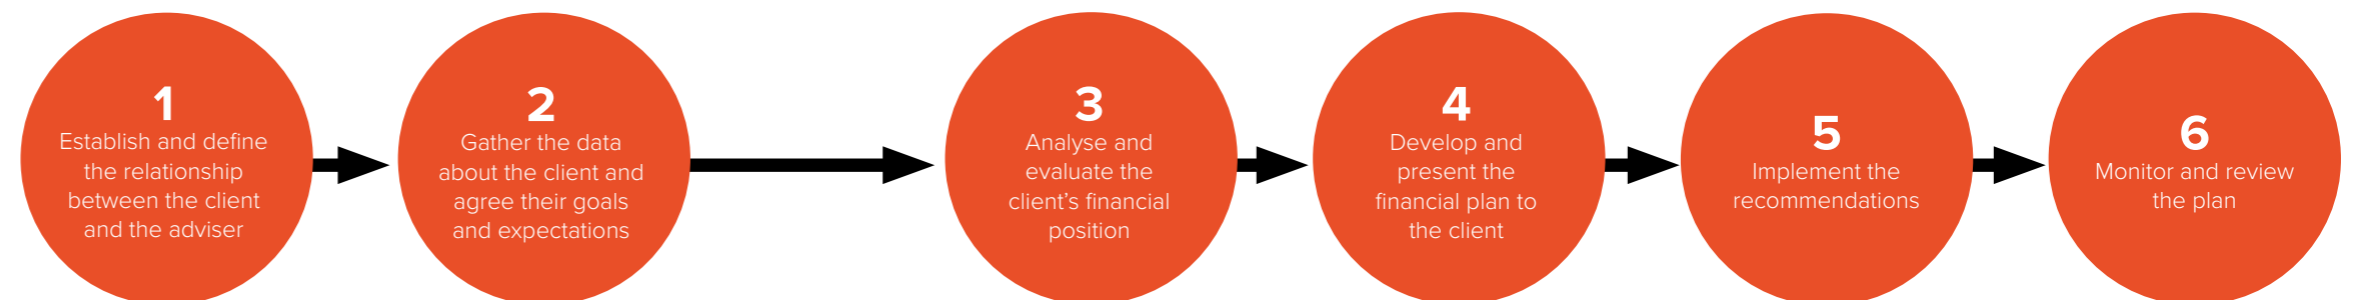 1
Establish and define
the relationship
between the client
and the adviser
2
Gather the data
about the client and
agree their goals
and expectations
3
Analyse and
evaluate the
client’s financial
position
4
Develop and
present the
financial plan to
the client
5
Implement the
recommendations
6
Monitor and review
the plan